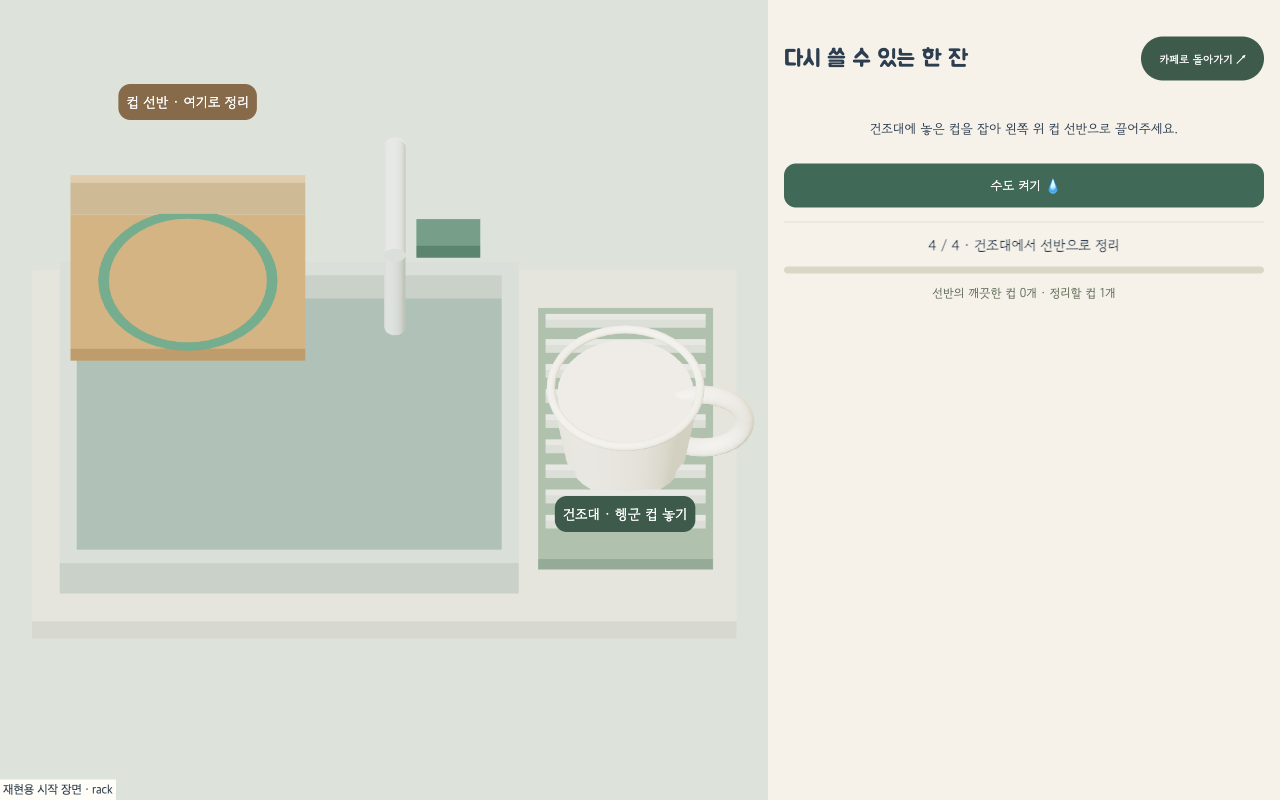 컵 선반 · 여기로 정리
건조대 · 헹군 컵 놓기
재현용 시작 장면 · rack
다시 쓸 수 있는 한 잔
카페로 돌아가기 ↗
건조대에 놓은 컵을 잡아 왼쪽 위 컵 선반으로 끌어주세요.
수도 켜기 💧
4 / 4 · 건조대에서 선반으로 정리
선반의 깨끗한 컵 0개 · 정리할 컵 1개